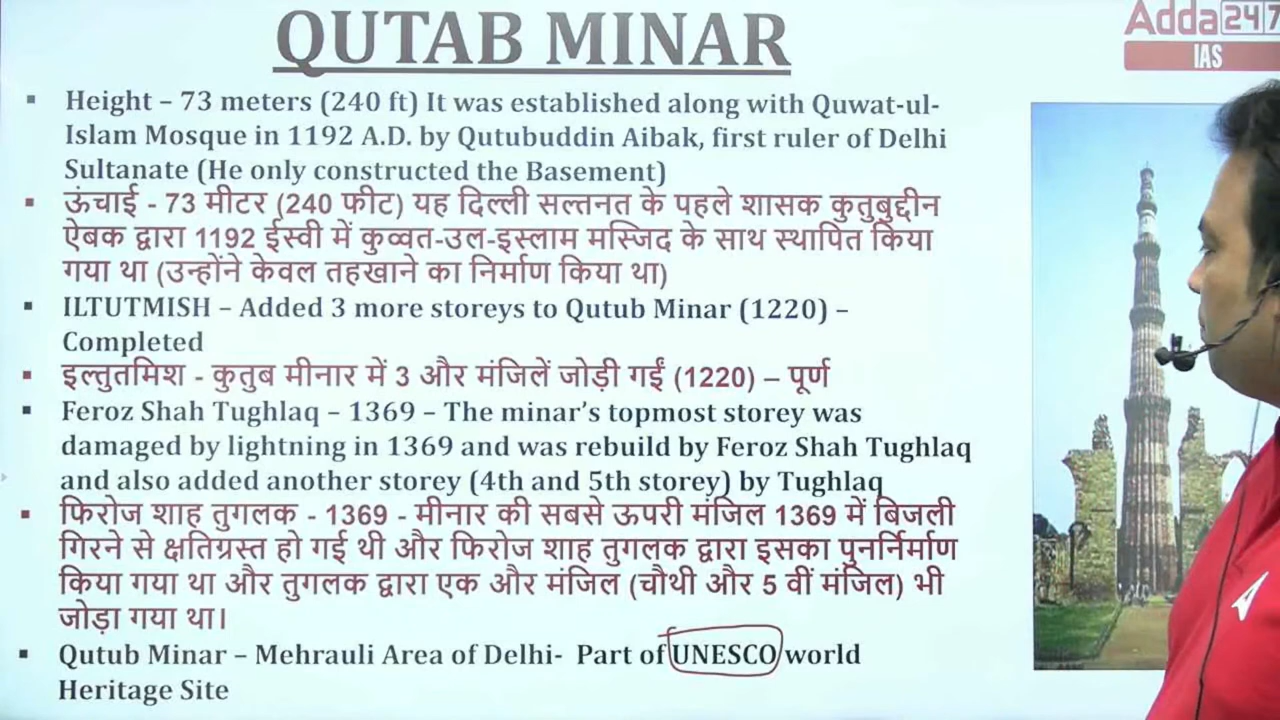 QUTAB MINAR
Adda247
IAS
▪ Height – 73 meters (240 ft) It was established along with Quwat-ul-
Islam Mosque in 1192 A.D. by Qutubuddin Aibak, first ruler of Delhi
Sultanate (He only constructed the Basement)
▪ ऊंचाई - 73 मीटर (240 फीट) यह दिल्ली सल्तनत के पहले शासक कुतुबुद्दीन
ऐबक द्वारा 1192 ईस्वी में कुव्वत-उल-इस्लाम मस्जिद के साथ स्थापित किया
गया था (उन्होंने केवल तहखाने का निर्माण किया था)
▪ ILTUTMISH – Added 3 more storeys to Qutub Minar (1220) –
Completed
▪ इल्तुतमिश - कुतुब मीनार में 3 और मंजिलें जोड़ी गईं (1220) – पूर्ण
▪ Feroz Shah Tughlaq – 1369 – The minar’s topmost storey was
damaged by lightning in 1369 and was rebuild by Feroz Shah Tughlaq
and also added another storey (4th and 5th storey) by Tughlaq
▪ फिरोज शाह तुगलक - 1369 - मीनार की सबसे ऊपरी मंजिल 1369 में बिजली
गिरने से क्षतिग्रस्त हो गई थी और फिरोज शाह तुगलक द्वारा इसका पुनर्निर्माण
किया गया था और तुगलक द्वारा एक और मंजिल (चौथी और 5 वीं मंजिल) भी
जोड़ा गया था।
▪ Qutub Minar – Mehrauli Area of Delhi- Part of UNESCO world
Heritage Site